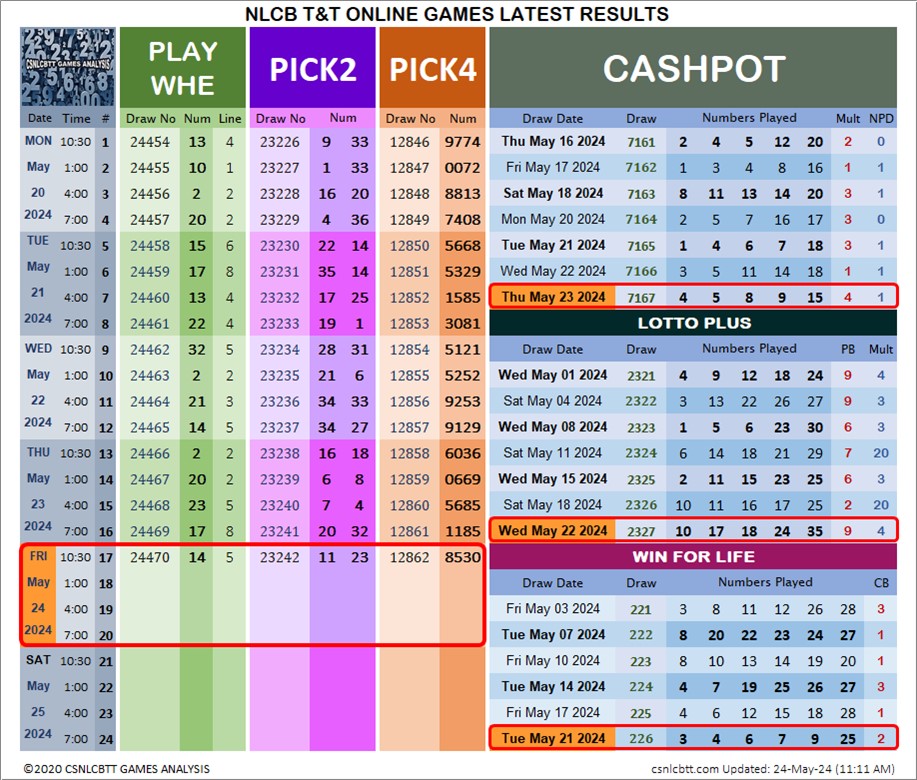 NLCB T&T ONLINE GAMES LATEST RESULTS
CSNLCBTT GAMES ANALYSIS
PLAY WHE PICK2 PICK4
Date Time # Draw No Num Line Draw No Num Draw No Num
MON 10:30 1 24454 13 4 23226 9 33 12846 9774
May 1:00 2 24455 10 1 23227 1 33 12847 0072
20 4:00 3 24456 2 2 23228 16 20 12848 8813
2024 7:00 4 24457 20 2 23229 4 36 12849 7408
TUE 10:30 5 24458 15 6 23230 22 14 12850 5668
May 1:00 6 24459 17 8 23231 35 14 12851 5329
21 4:00 7 24460 13 4 23232 17 25 12852 1585
2024 7:00 8 24461 22 4 23233 19 1 12853 3081
WED 10:30 9 24462 32 5 23234 28 31 12854 5121
May 1:00 10 24463 2 2 23235 21 6 12855 5252
22 4:00 11 24464 21 3 23236 34 33 12856 9253
2024 7:00 12 24465 14 5 23237 34 27 12857 9129
THU 10:30 13 24466 2 2 23238 16 18 12858 6036
May 1:00 14 24467 20 2 23239 6 8 12859 0669
23 4:00 15 24468 23 5 23240 7 4 12860 5685
2024 7:00 16 24469 17 8 23241 20 32 12861 1185
FRI 10:30 17 24470 14 5 23242 11 23 12862 8530
May 1:00 18
24 4:00 19
2024 7:00 20
SAT 10:30 21
May 1:00 22
25 4:00 23
2024 7:00 24
CASHPOT
Draw Date Draw Numbers Played Mult NPD
Thu May 16 2024 7161 2 4 5 12 20 2 0
Fri May 17 2024 7162 1 3 4 8 16 1 1
Sat May 18 2024 7163 8 11 13 14 20 3 1
Mon May 20 2024 7164 2 5 7 16 17 3 0
Tue May 21 2024 7165 1 4 6 7 18 3 1
Wed May 22 2024 7166 3 5 11 14 18 1 1
Thu May 23 2024 7167 4 5 8 9 15 4 1
LOTTO PLUS
Draw Date Draw Numbers Played PB Mult
Wed May 01 2024 2321 4 9 12 18 24 9 4
Sat May 04 2024 2322 3 13 22 26 27 9 3
Wed May 08 2024 2323 1 5 6 23 30 6 3
Sat May 11 2024 2324 6 14 18 21 29 7 20
Wed May 15 2024 2325 2 11 15 23 25 6 3
Sat May 18 2024 2326 10 11 16 17 25 2 20
Wed May 22 2024 2327 10 17 18 24 35 9 4
WIN FOR LIFE
Draw Date Draw Numbers Played CB
Fri May 03 2024 221 3 8 11 12 26 28 3
Tue May 07 2024 222 8 20 22 23 24 27 1
Fri May 10 2024 223 8 10 13 14 19 20 1
Tue May 14 2024 224 4 7 19 25 26 27 3
Fri May 17 2024 225 4 6 12 15 18 28 1
Tue May 21 2024 226 3 4 6 7 9 25 2
©2020 CSNLCBTT GAMES ANALYSIS
csnlcbtt.com Updated: 24-May-24 (11:11 AM)